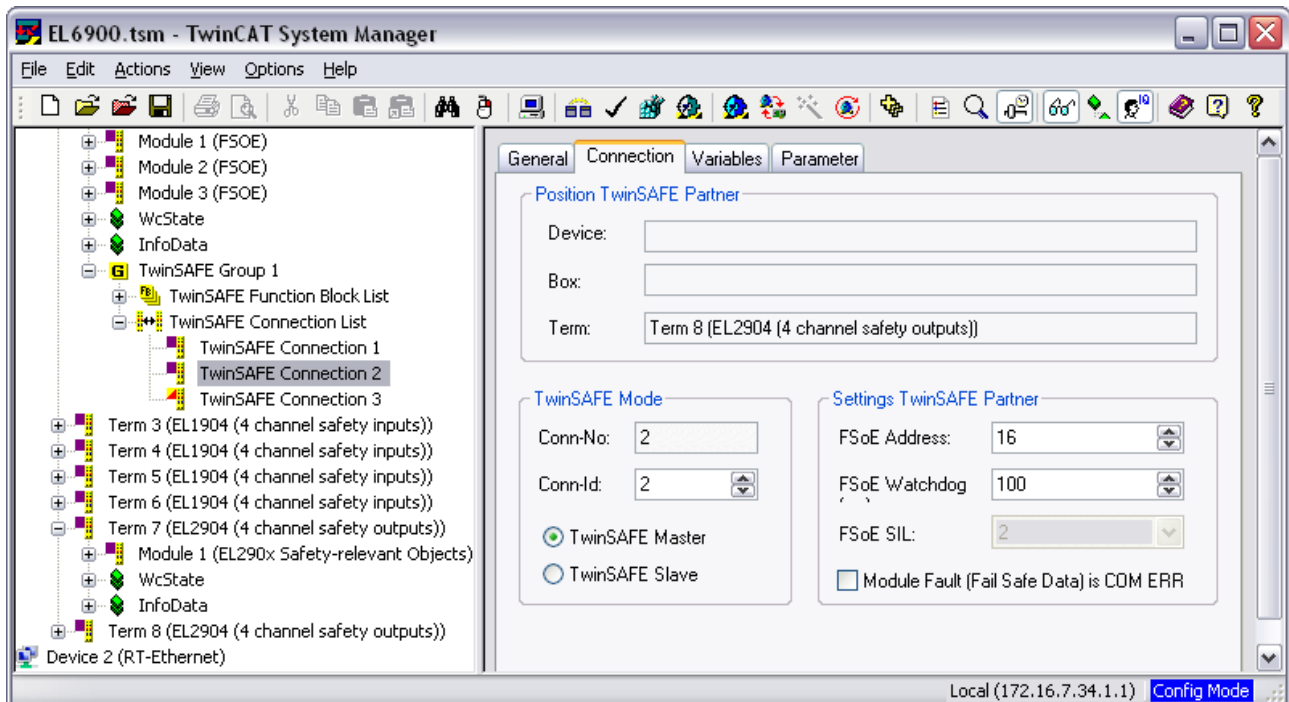 EL6900.tsm - TwinCAT System Manager
File Edit Actions View Options Help
Module 1 (FSOE)
Module 2 (FSOE)
Module 3 (FSOE)
WcState
InfoData
G TwinSAFE Group 1
FB TwinSAFE Function Block List
TwinSAFE Connection List
TwinSAFE Connection 1
TwinSAFE Connection 2
TwinSAFE Connection 3
Term 3 (EL1904 (4 channel safety inputs))
Term 4 (EL1904 (4 channel safety inputs))
Term 5 (EL1904 (4 channel safety inputs))
Term 6 (EL1904 (4 channel safety inputs))
Term 7 (EL2904 (4 channel safety outputs))
Module 1 (EL290x Safety-relevant Objects)
WcState
InfoData
Term 8 (EL2904 (4 channel safety outputs))
Device 2 (RT-Ethernet)
General Connection Variables Parameter
Position TwinSAFE Partner
Device:
Box:
Term: Term 8 (EL2904 (4 channel safety outputs))
TwinSAFE Mode
Conn-No: 2
Conn-Id: 2
TwinSAFE Master
TwinSAFE Slave
Settings TwinSAFE Partner
FSoE Address: 16
FSoE Watchdog 100
FSoE SIL: 2
Module Fault (Fail Safe Data) is COM ERR
Local (172.16.7.34.1.1) Config Mode